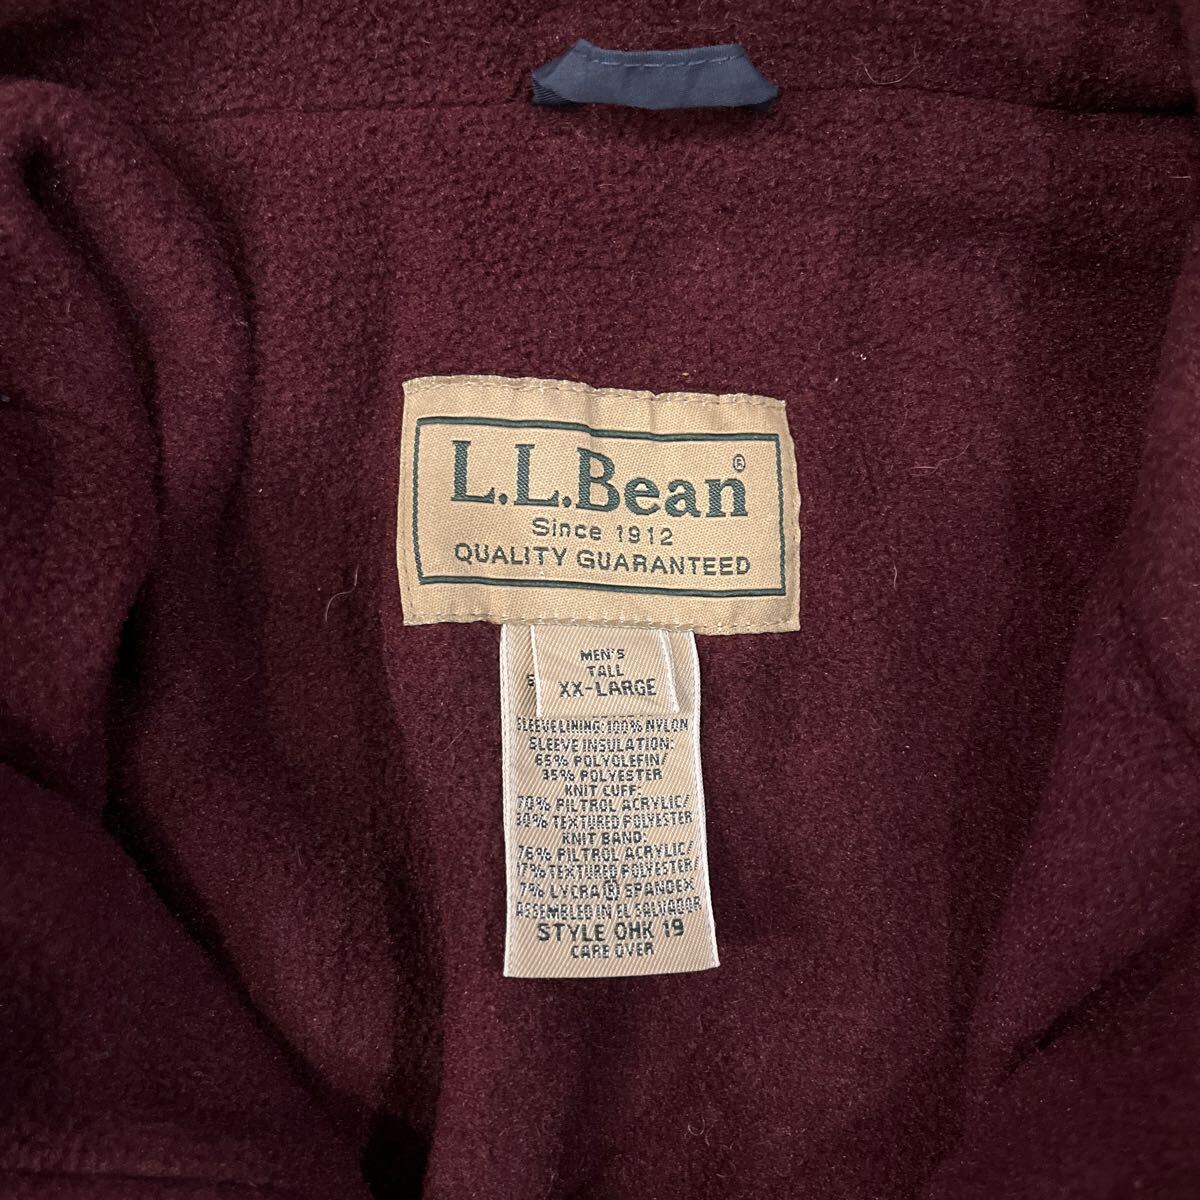 L.L.Bean®
Since 1912
QUALITY GUARANTEED
MEN'S
TALL
XX-LARGE
SLEEVE LINING: 100% NYLON
SLEEVE INSULATION:
65% POLYOLEFIN/
35% POLYESTER
KNIT CUFF:
70% PILTROL ACRYLIC/
30% TEXTURED POLYESTER
KNIT BAND:
76% PILTROL ACRYLIC/
17% TEXTURED POLYESTER/
7% LYCRA® SPANDEX
ASSEMBLED IN EL SALVADOR
STYLE OHK 19
CARE OVER